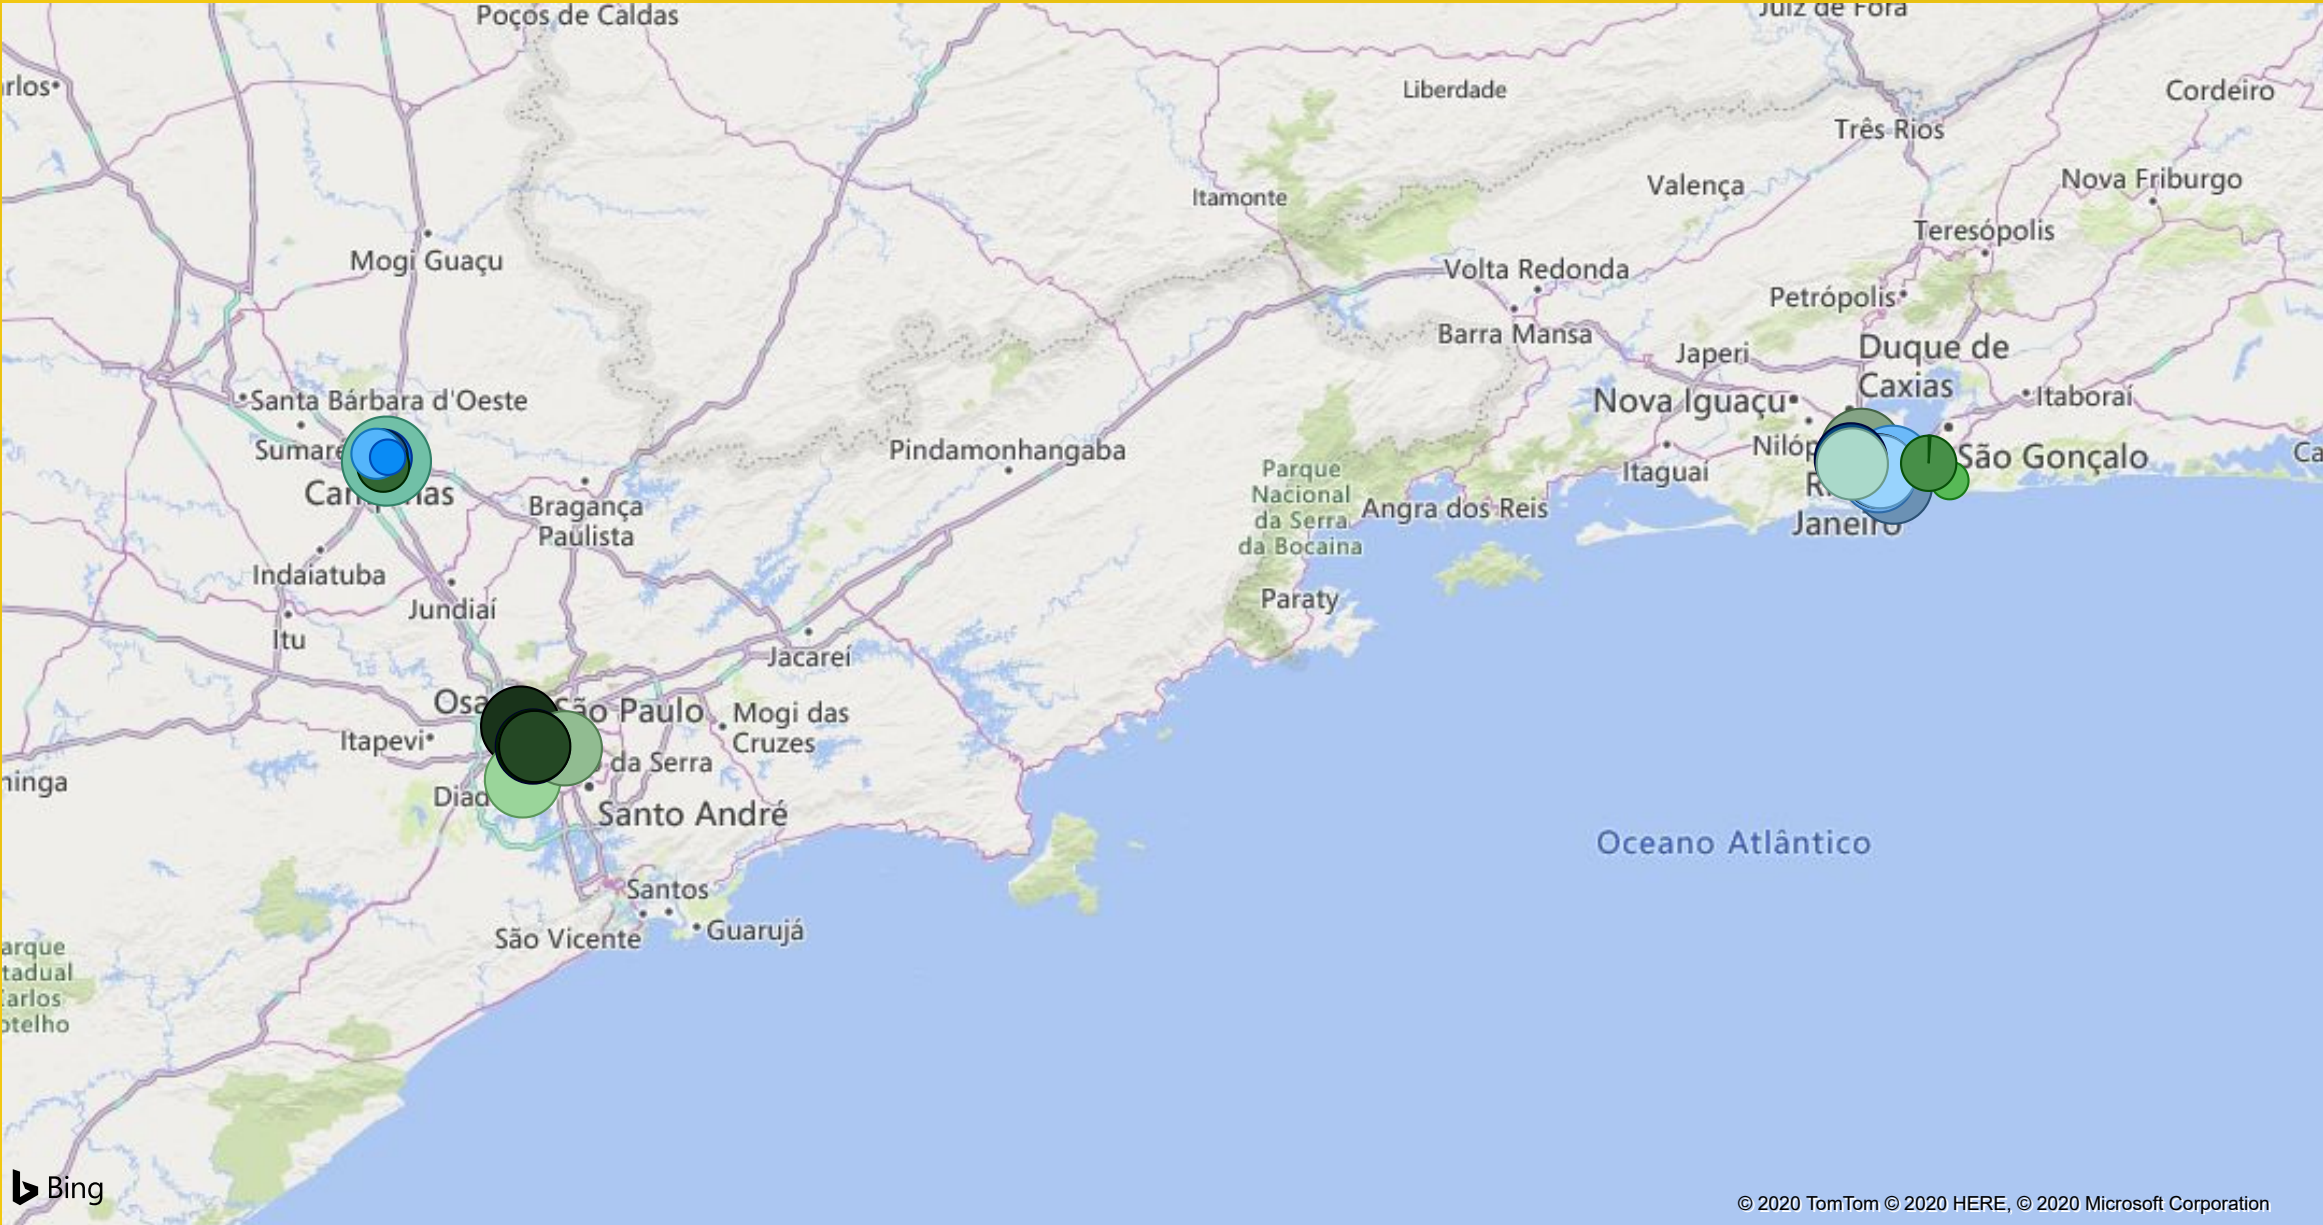 Poços de Caldas
Juiz de Fora
Liberdade
Cordeiro
Três Rios
Valença
Nova Friburgo
Itamonte
Teresópolis
Mogi Guaçu
Volta Redonda
Petrópolis
Barra Mansa
Japeri
Duque de
Caxias
Nova Iguaçu
Itaboraí
Santa Bárbara d'Oeste
Pindamonhangaba
Itaguaí
São Gonçalo
Parque
Nacional
da Serra
da Bocaina
Angra dos Reis
Janeiro
Bragança
Paulista
Indaiatuba
Jundiaí
Paraty
Itu
Jacareí
São Paulo
Mogi das
Cruzes
Itapevi
da Serra
Santo André
Oceano Atlântico
Santos
São Vicente
Guarujá
Bing
© 2020 TomTom © 2020 HERE, © 2020 Microsoft Corporation